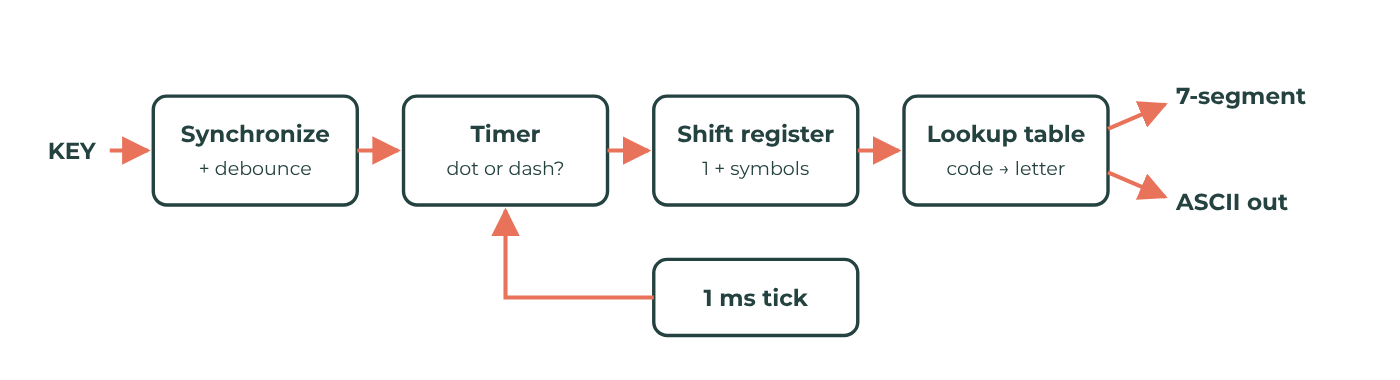 KEY
Synchronize
+ debounce
Timer
dot or dash?
Shift register
1 + symbols
Lookup table
code → letter
7-segment
ASCII out
1 ms tick